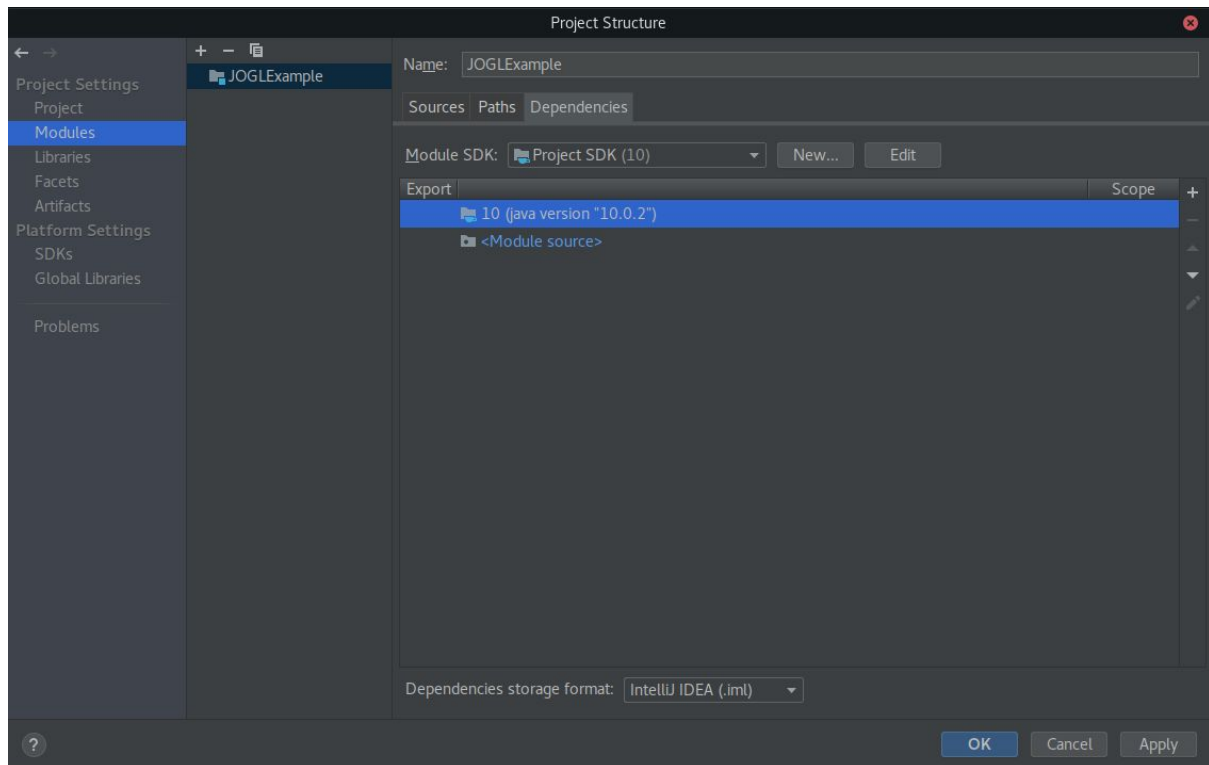 Project Structure
Project Settings
Project
Modules
Libraries
Facets
Artifacts
Platform Settings
SDKs
Global Libraries
Problems
JOGLExample
Name: JOGLExample
Sources Paths Dependencies
Module SDK: Project SDK (10) New... Edit
Export Scope
10 (java version "10.0.2")
<Module source>
Dependencies storage format: IntelliJ IDEA (.iml)
? OK Cancel Apply